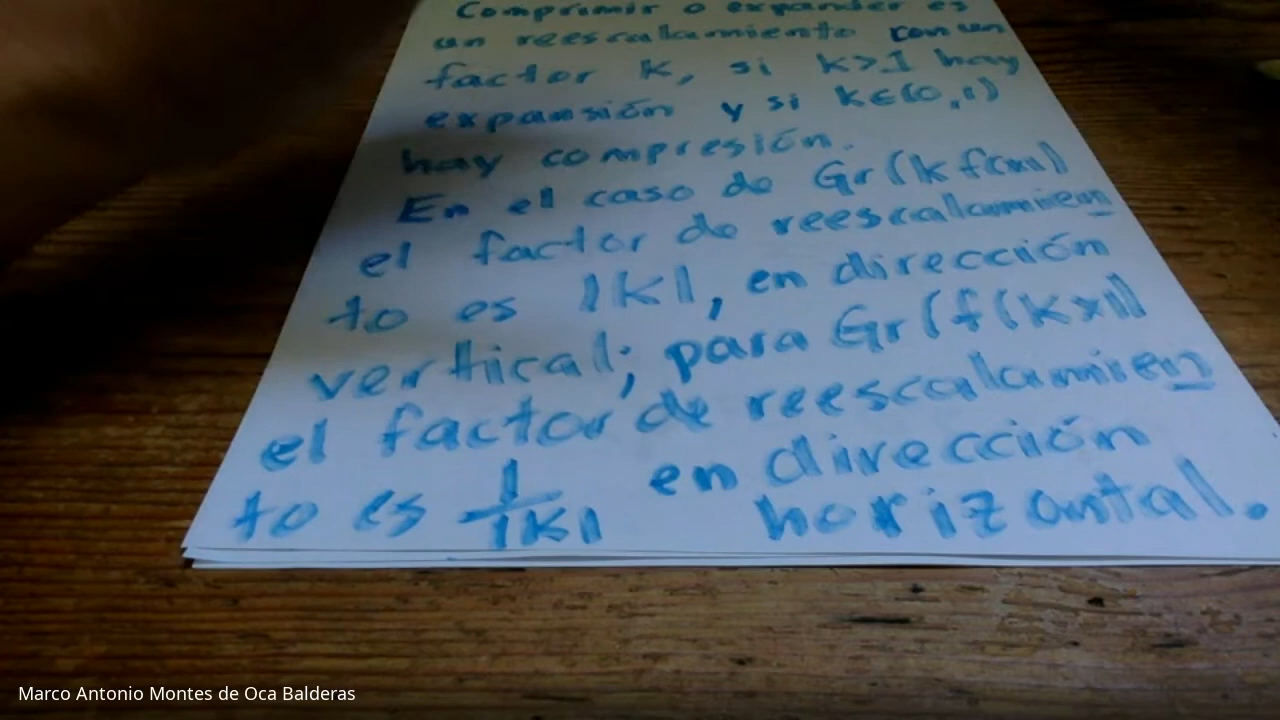 Comprimir o expander es
un reescalamiento con un
factor K, si K>1 hay
expansión y si K∈(0,1)
hay compresión.
En el caso de Gr(kf(x))
el factor de reescalamien
to es |K|, en dirección
vertical; para Gr(f(Kx))
el factor de reescalamien
to es 1/|K| en dirección
horizontal.
Marco Antonio Montes de Oca Balderas